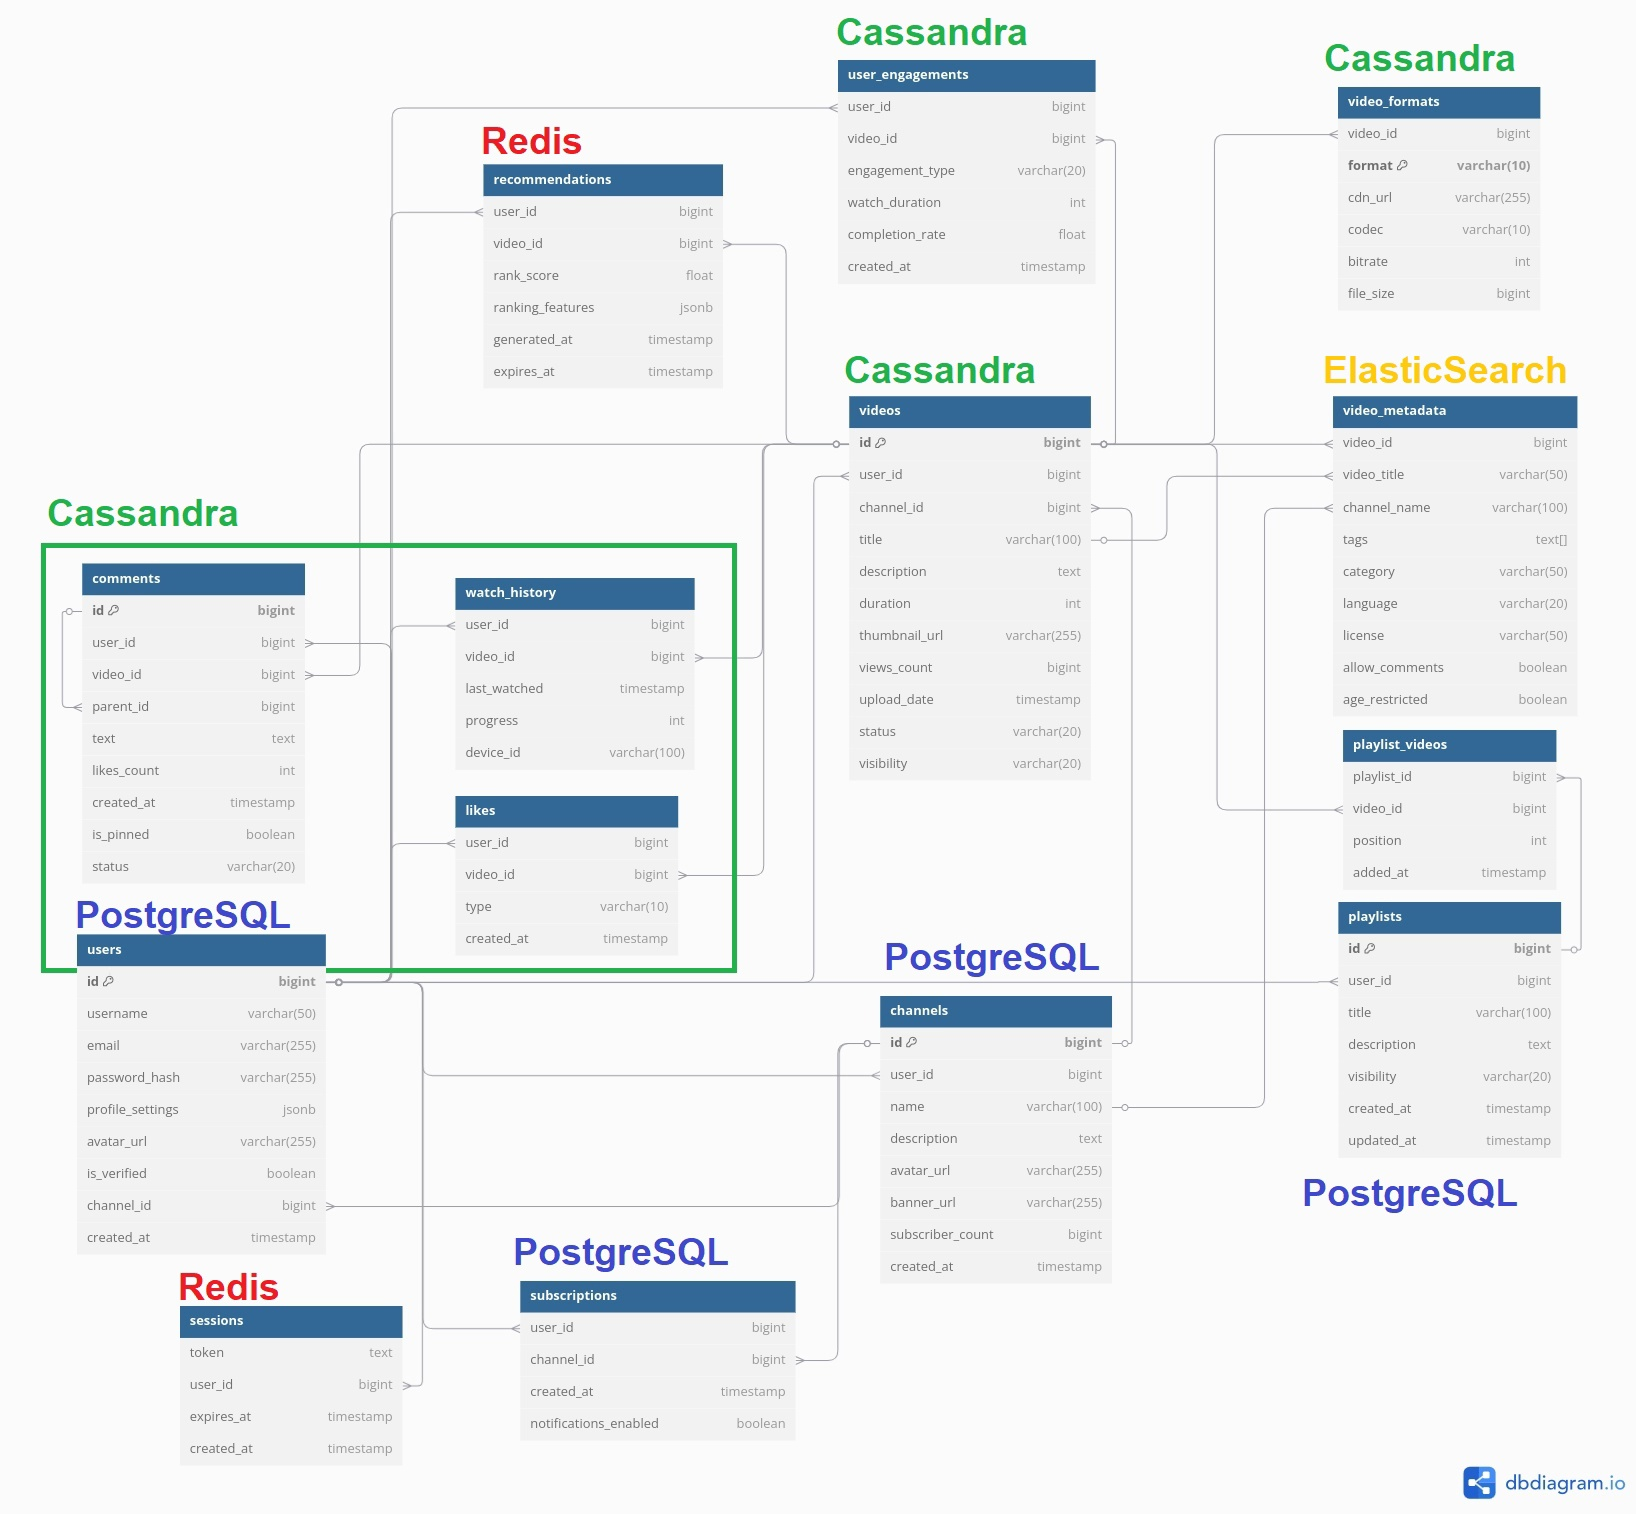 Cassandra
user_engagements
user_id bigint
video_id bigint
engagement_type varchar(20)
watch_duration int
completion_rate float
created_at timestamp
Cassandra
video_formats
video_id bigint
format varchar(10)
cdn_url varchar(255)
codec varchar(10)
bitrate int
file_size bigint
Redis
recommendations
user_id bigint
video_id bigint
rank_score float
ranking_features jsonb
generated_at timestamp
expires_at timestamp
Cassandra
videos
id bigint
user_id bigint
channel_id bigint
title varchar(100)
description text
duration int
thumbnail_url varchar(255)
views_count bigint
upload_date timestamp
status varchar(20)
visibility varchar(20)
ElasticSearch
video_metadata
video_id bigint
video_title varchar(50)
channel_name varchar(100)
tags text[]
category varchar(50)
language varchar(20)
license varchar(50)
allow_comments boolean
age_restricted boolean
Cassandra
comments
id bigint
user_id bigint
video_id bigint
parent_id bigint
text text
likes_count int
created_at timestamp
is_pinned boolean
status varchar(20)
watch_history
user_id bigint
video_id bigint
last_watched timestamp
progress int
device_id varchar(100)
likes
user_id bigint
video_id bigint
type varchar(10)
created_at timestamp
playlist_videos
playlist_id bigint
video_id bigint
position int
added_at timestamp
playlists
id bigint
user_id bigint
title varchar(100)
description text
visibility varchar(20)
created_at timestamp
updated_at timestamp
PostgreSQL
PostgreSQL
users
id bigint
username varchar(50)
email varchar(255)
password_hash varchar(255)
profile_settings jsonb
avatar_url varchar(255)
is_verified boolean
channel_id bigint
created_at timestamp
PostgreSQL
channels
id bigint
user_id bigint
name varchar(100)
description text
avatar_url varchar(255)
banner_url varchar(255)
subscriber_count bigint
created_at timestamp
Redis
sessions
token text
user_id bigint
expires_at timestamp
created_at timestamp
PostgreSQL
subscriptions
user_id bigint
channel_id bigint
created_at timestamp
notifications_enabled boolean
dbdiagram.io